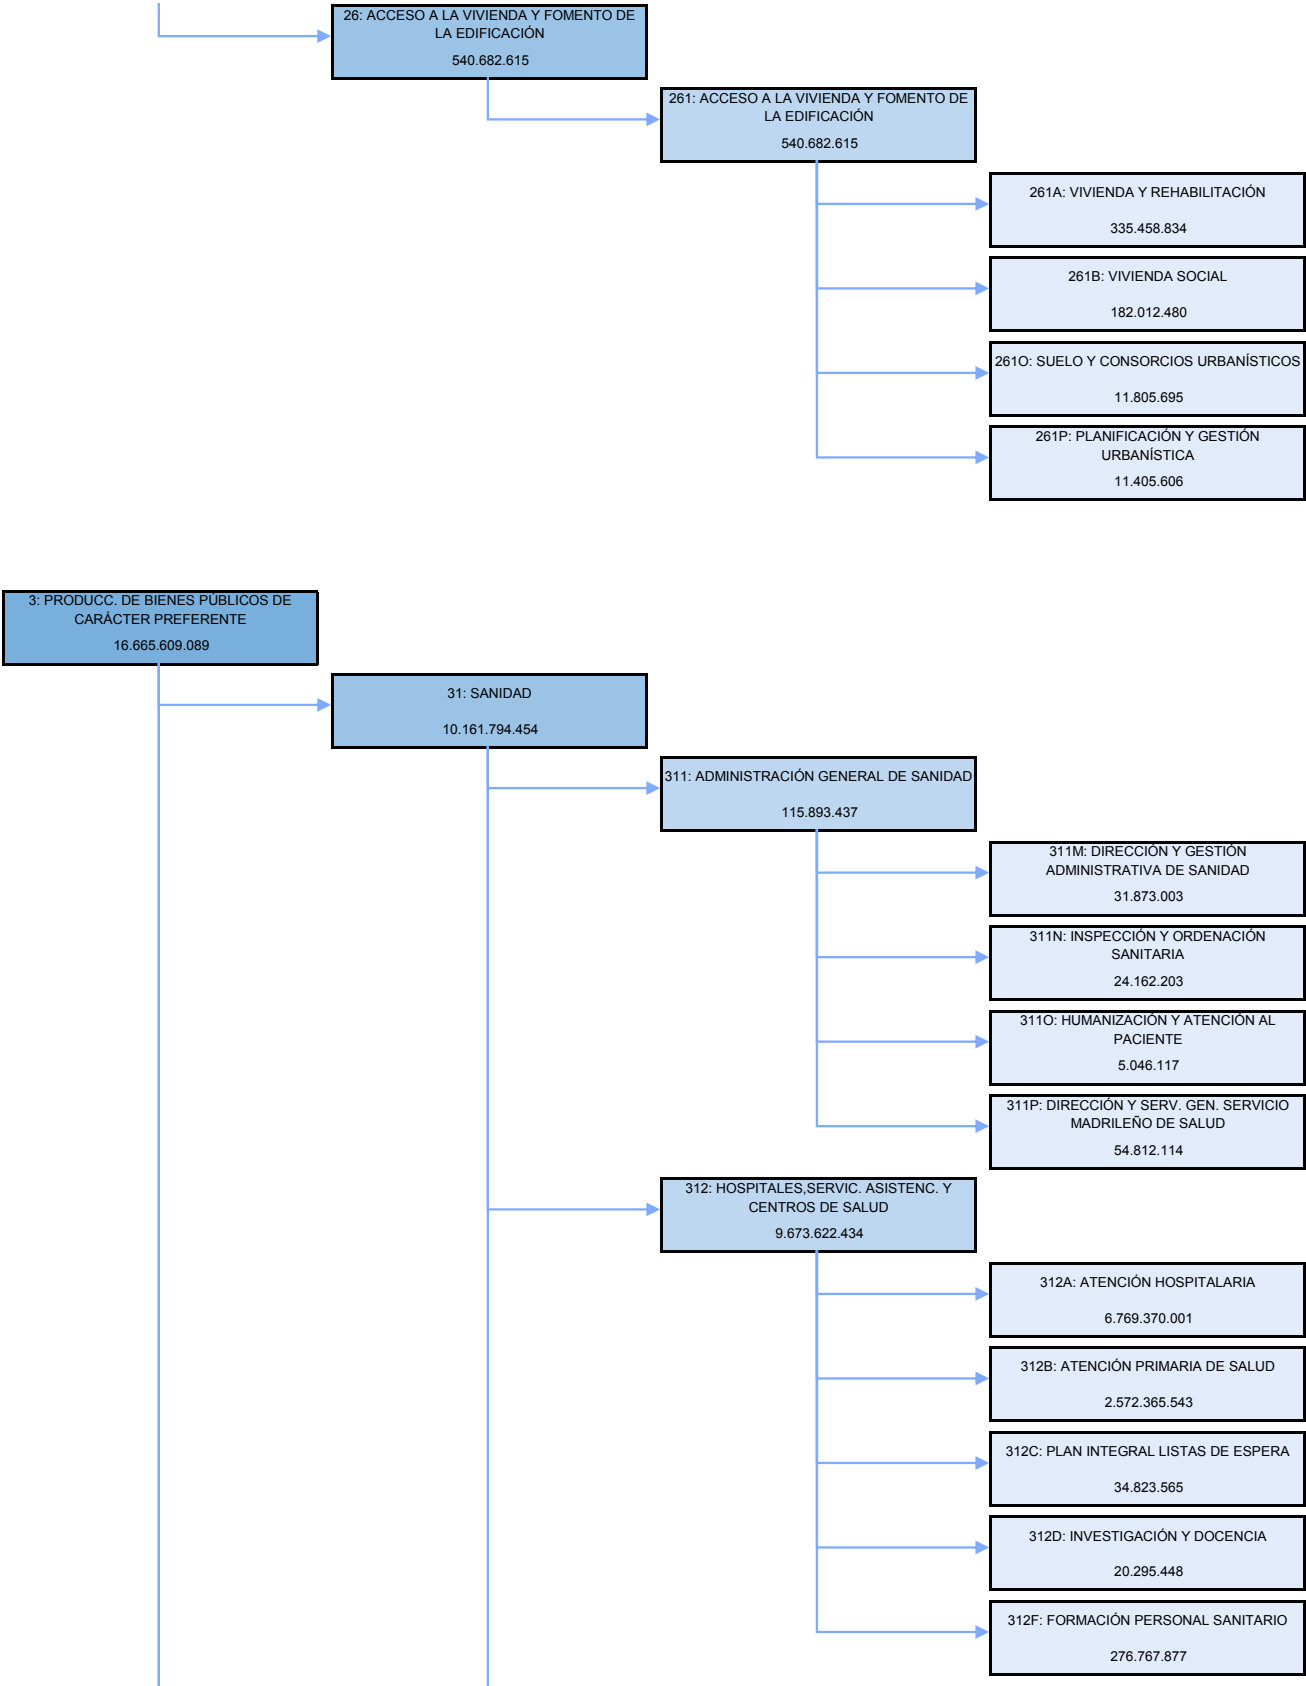 26: ACCESO A LA VIVIENDA Y FOMENTO DE
LA EDIFICACIÓN
540.682.615
261: ACCESO A LA VIVIENDA Y FOMENTO DE
LA EDIFICACIÓN
540.682.615
261A: VIVIENDA Y REHABILITACIÓN
335.458.834
261B: VIVIENDA SOCIAL
182.012.480
261O: SUELO Y CONSORCIOS URBANÍSTICOS
11.805.695
261P: PLANIFICACIÓN Y GESTIÓN
URBANÍSTICA
11.405.606
3: PRODUCC. DE BIENES PÚBLICOS DE
CARÁCTER PREFERENTE
16.665.609.089
31: SANIDAD
10.161.794.454
311: ADMINISTRACIÓN GENERAL DE SANIDAD
115.893.437
311M: DIRECCIÓN Y GESTIÓN
ADMINISTRATIVA DE SANIDAD
31.873.003
311N: INSPECCIÓN Y ORDENACIÓN
SANITARIA
24.162.203
311O: HUMANIZACIÓN Y ATENCIÓN AL
PACIENTE
5.046.117
311P: DIRECCIÓN Y SERV. GEN. SERVICIO
MADRILEÑO DE SALUD
54.812.114
312: HOSPITALES,SERVIC. ASISTENC. Y
CENTROS DE SALUD
9.673.622.434
312A: ATENCIÓN HOSPITALARIA
6.769.370.001
312B: ATENCIÓN PRIMARIA DE SALUD
2.572.365.543
312C: PLAN INTEGRAL LISTAS DE ESPERA
34.823.565
312D: INVESTIGACIÓN Y DOCENCIA
20.295.448
312F: FORMACIÓN PERSONAL SANITARIO
276.767.877